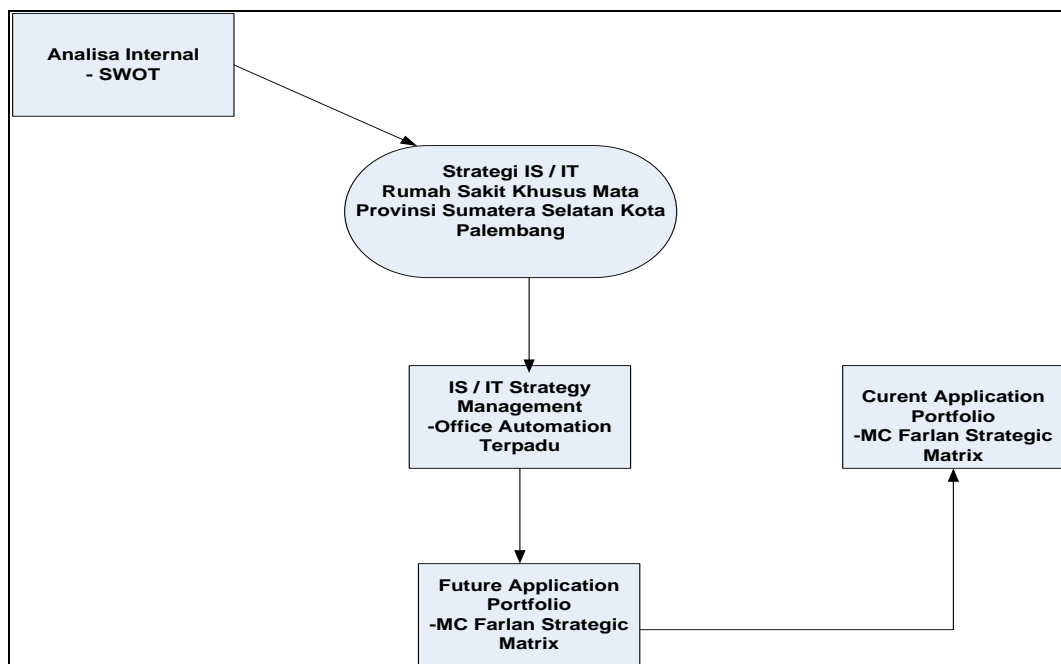 Analisa Internal
- SWOT
Strategi IS / IT
Rumah Sakit Khusus Mata
Provinsi Sumatera Selatan Kota
Palembang
IS / IT Strategy
Management
-Office Automation
Terpadu
Curent Application
Portfolio
-MC Farlan Strategic
Matrix
Future Application
Portfolio
-MC Farlan Strategic
Matrix